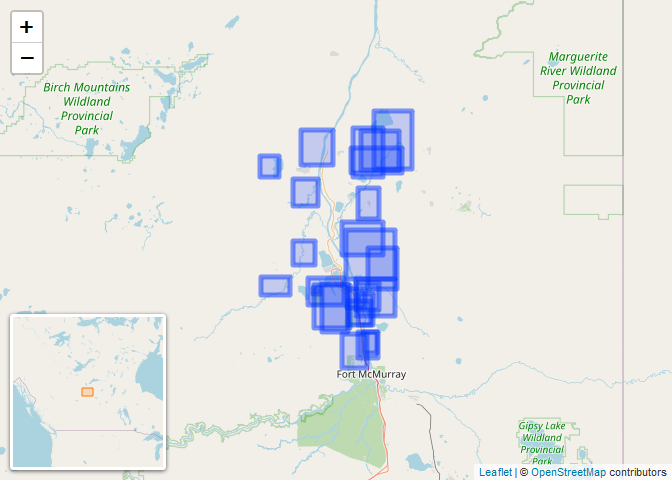 +
−
Birch Mountains
Wildland
Provincial
Park
Marguerite
River Wildland
Provincial
Park
Fort McMurray
Gipsy Lake
Wildland
Provincial
Park
Leaflet | © OpenStreetMap contributors